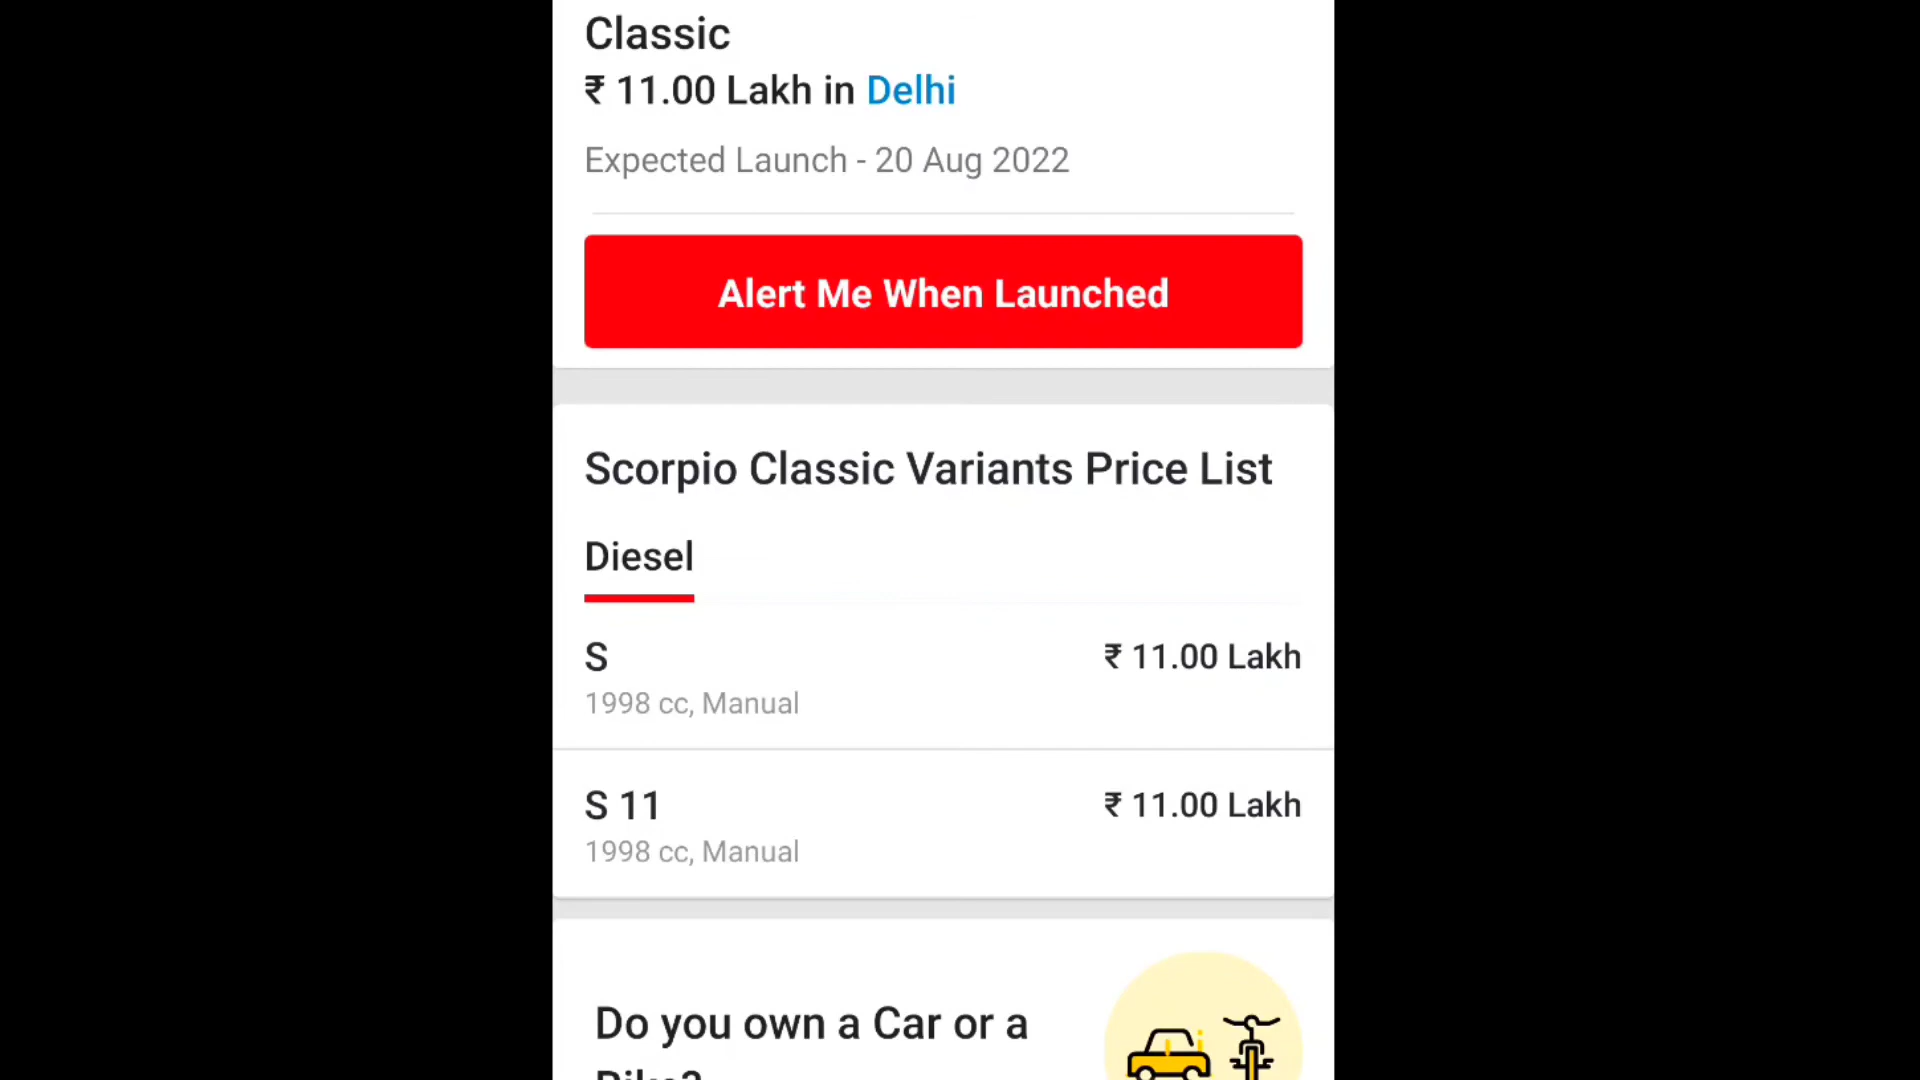 Classic
₹ 11.00 Lakh in Delhi
Expected Launch - 20 Aug 2022
Alert Me When Launched
Scorpio Classic Variants Price List
Diesel
S ₹ 11.00 Lakh
1998 cc, Manual
S 11 ₹ 11.00 Lakh
1998 cc, Manual
Do you own a Car or a
Bike?